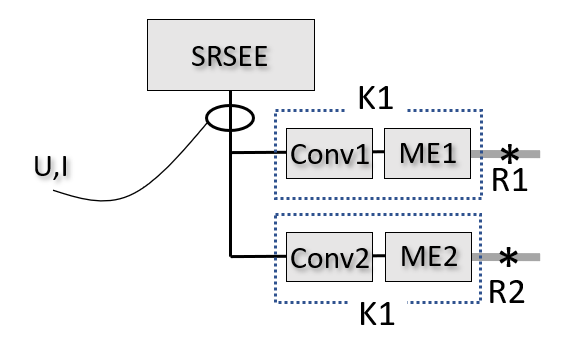 SRSEE
K1
U,I
Conv1
ME1
*
R1
Conv2
ME2
*
R2
K1